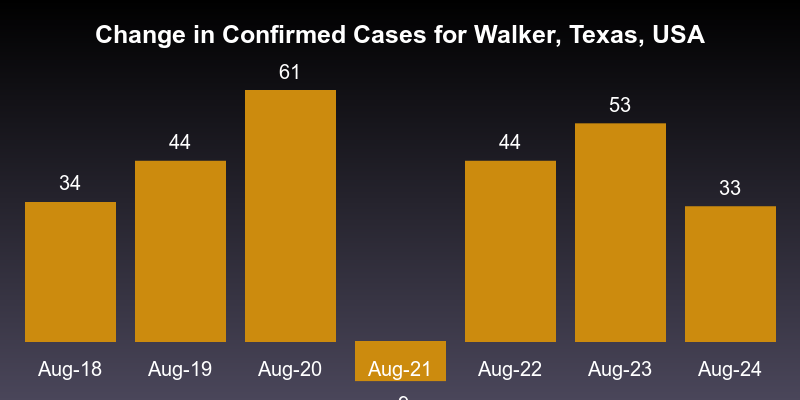 Change in Confirmed Cases for Walker, Texas, USA
61
53
44
44
34
33
Aug-18
Aug-19
Aug-20
Aug-21
Aug-22
Aug-23
Aug-24